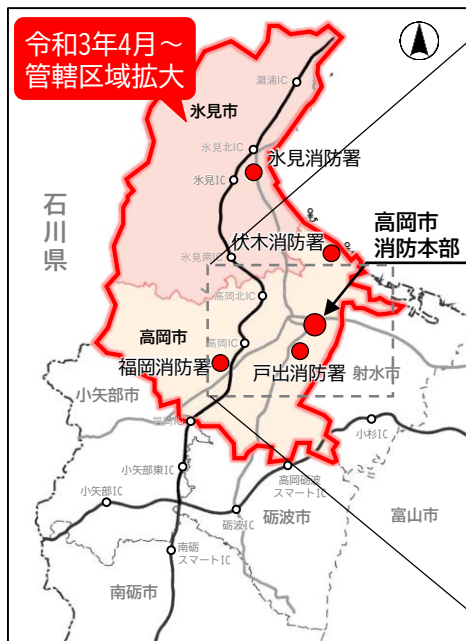 令和3年4月～
管轄区域拡大
灘浦IC
氷見市
氷見北IC
氷見消防署
氷見IC
石川県
高岡市
消防本部
伏木消防署
氷見南IC
高岡北IC
高岡市
高岡IC
福岡消防署
戸出消防署
射水市
小矢部市
福岡IC
小杉IC
小矢部東IC
高岡砺波
スマートIC
小矢部IC
砺波IC
砺波市
富山市
南砺
スマートIC
南砺市